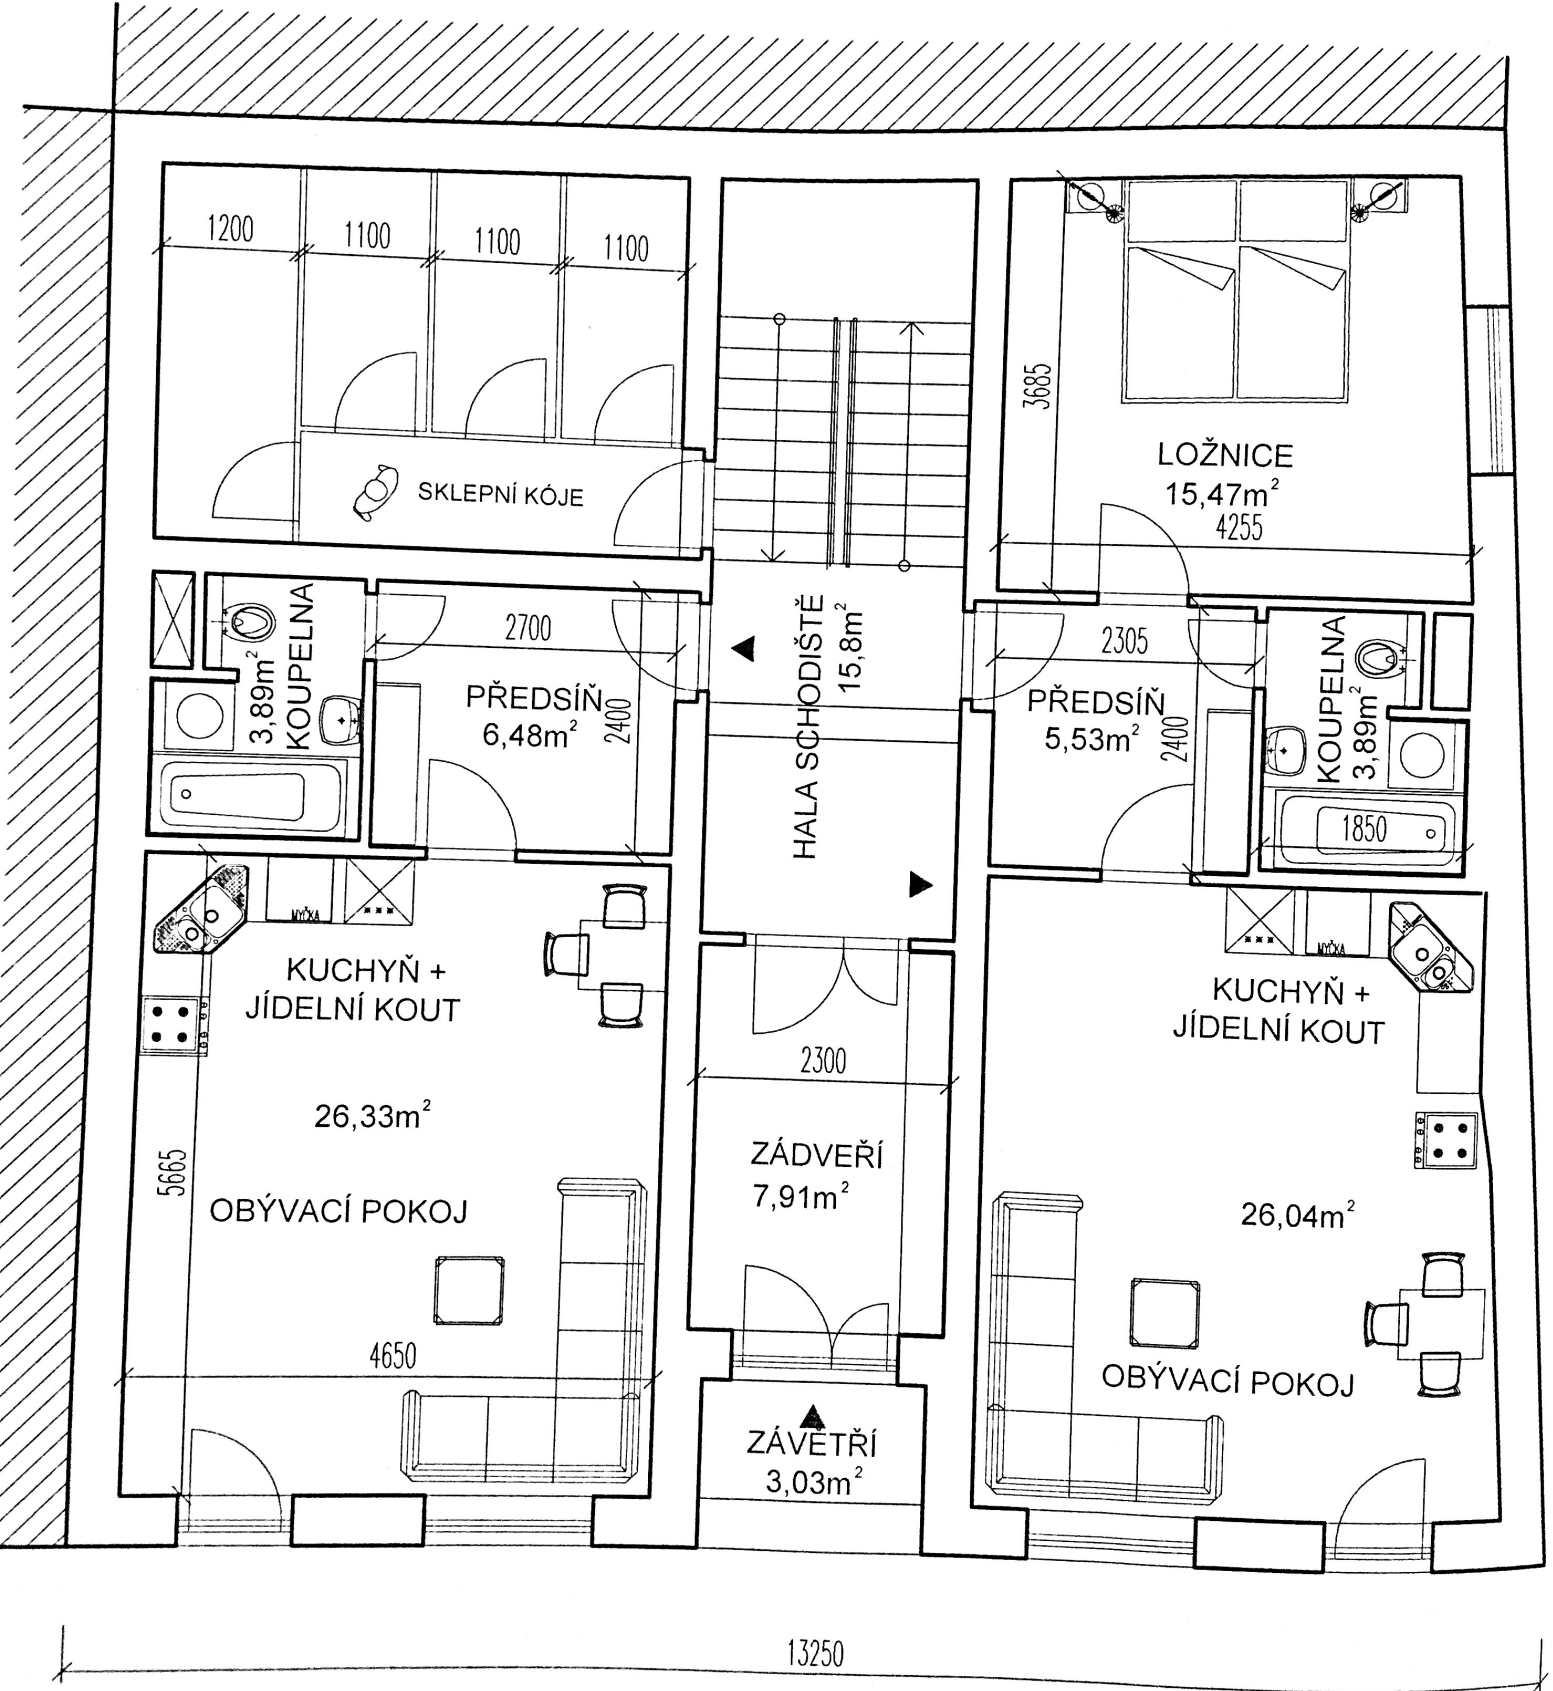 1200
1100
1100
1100
SKLEPNÍ KÓJE
3685
LOŽNICE
15,47m²
4255
KOUPELNA
3,89m²
2700
PŘEDSÍŇ
6,48m²
2400
HALA SCHODIŠTĚ
15,8m²
2305
PŘEDSÍŇ
5,53m²
2400
KOUPELNA
3,89m²
1850
MYČKA
KUCHYŇ +
JÍDELNÍ KOUT
26,33m²
5665
OBÝVACÍ POKOJ
4650
2300
ZÁDVEŘÍ
7,91m²
ZÁVĚTŘÍ
3,03m²
MYČKA
KUCHYŇ +
JÍDELNÍ KOUT
26,04m²
OBÝVACÍ POKOJ
13250